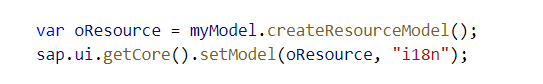 var oResource = myModel.createResourceModel();
sap.ui.getCore().setModel(oResource, "i18n");